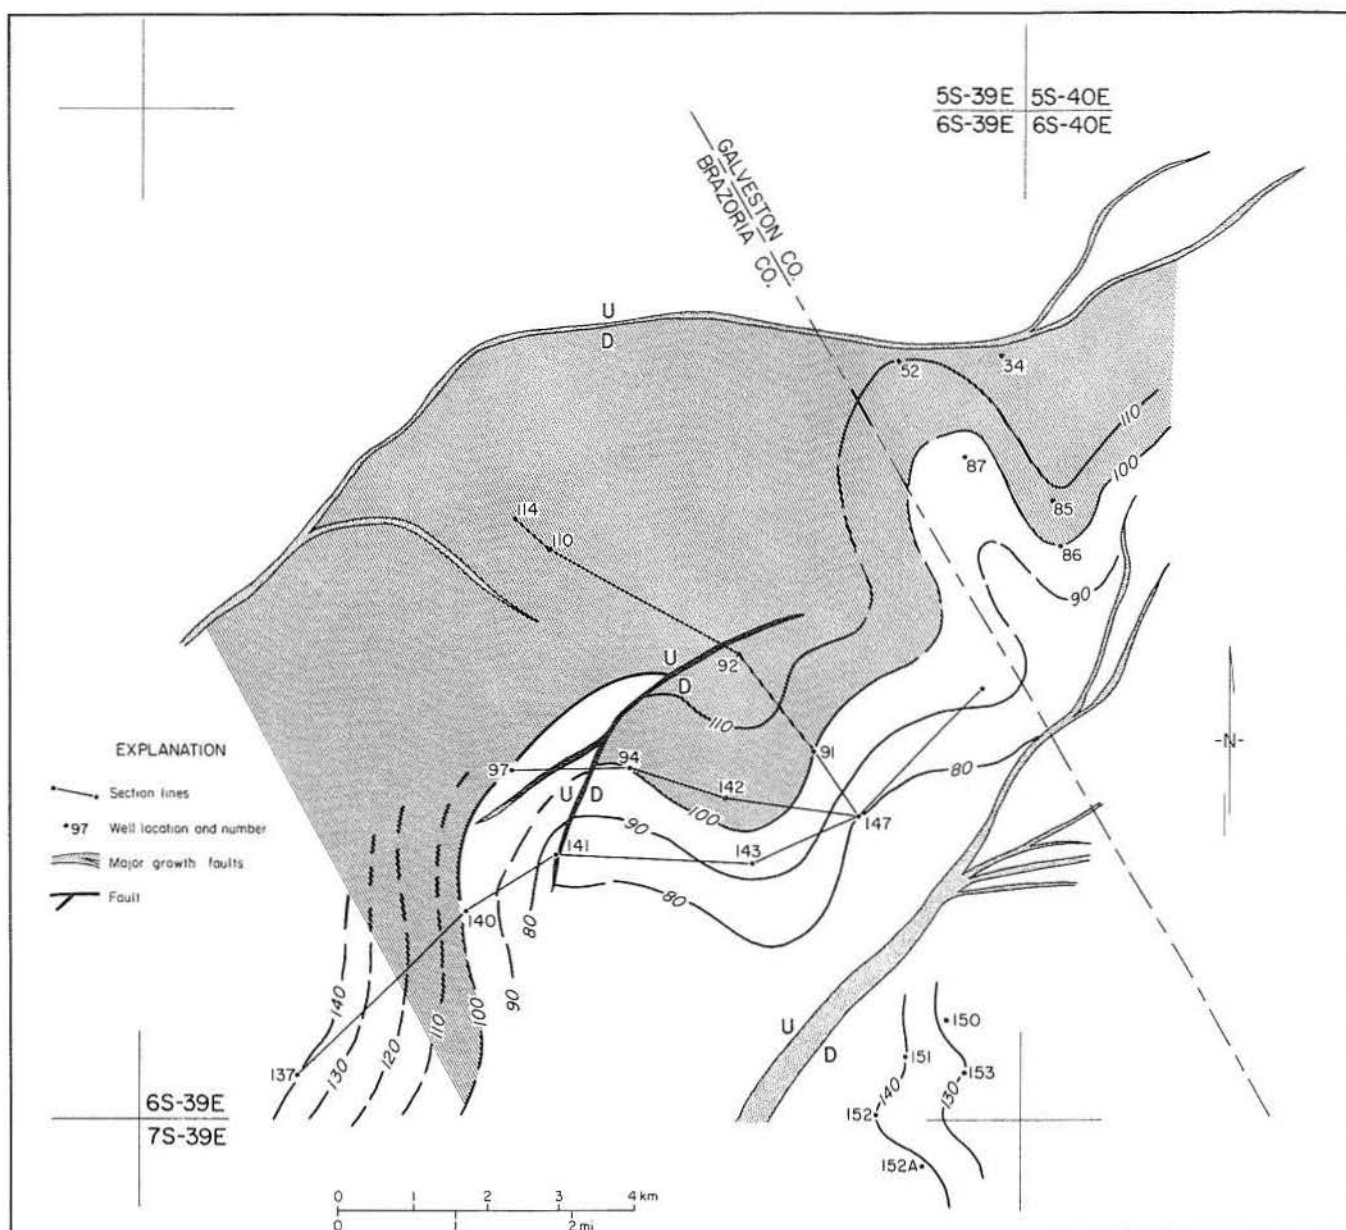 5S-39E 5S-40E
6S-39E 6S-40E
GALVESTON CO.
BRAZORIA CO.
U
D
52
34
110
100
87
85
86
90
114
110
92
U
D
110
91
EXPLANATION
Section lines
97 Well location and number
Major growth faults
Fault
97
94
142
U D
100
147
80
90
141
143
80
140
80
90
100
110
120
130
140
137
U
D
150
151
153
140
130
152
152A
6S-39E
7S-39E
-N-
0 1 2 3 4 km
0 1 2 mi